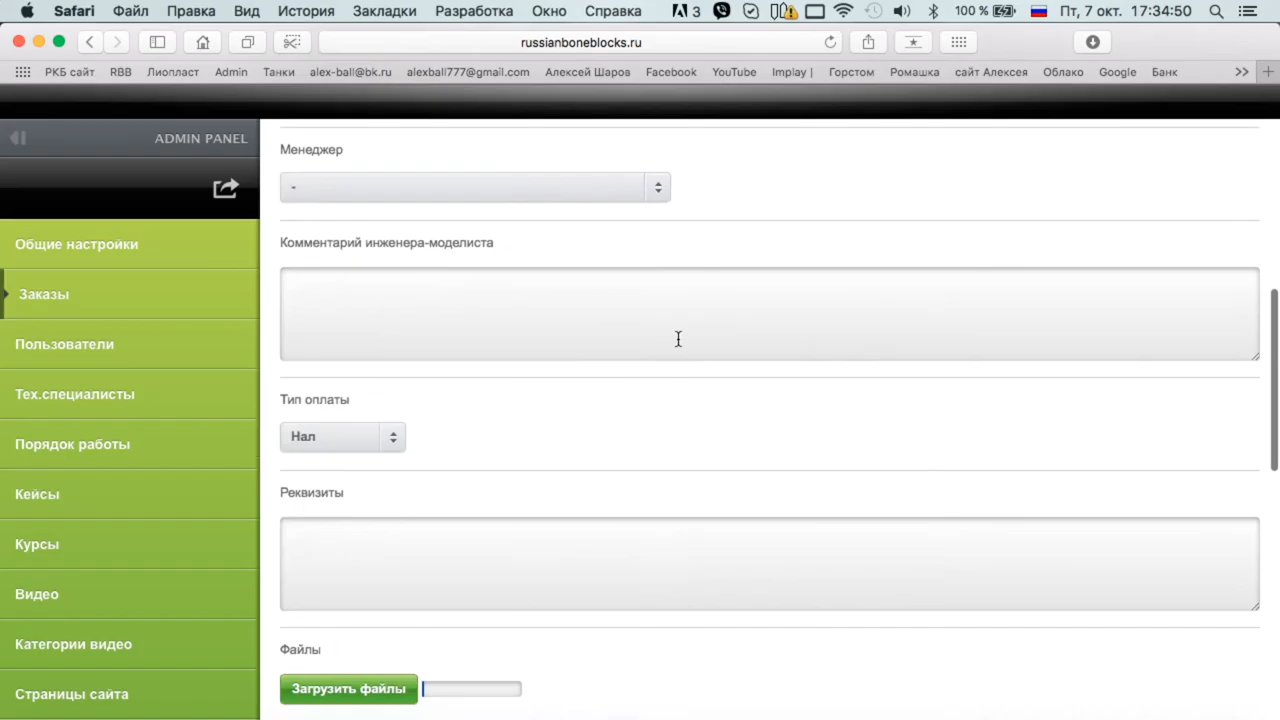 Safari Файл Правка Вид История Закладки Разработка Окно Справка 3 100 % Пт, 7 окт. 17:34:50
russianboneblocks.ru
РКБ сайт RBB Лиопласт Admin Танки alex-ball@bk.ru alexball777@gmail.com Алексей Шаров Facebook YouTube Implay | Горстом Ромашка сайт Алексея Облако Google Банк >> +
ADMIN PANEL
Общие настройки
Заказы
Пользователи
Тех.специалисты
Порядок работы
Кейсы
Курсы
Видео
Категории видео
Страницы сайта
Менеджер
-
Комментарий инженера-моделиста
Тип оплаты
Нал
Реквизиты
Файлы
Загрузить файлы